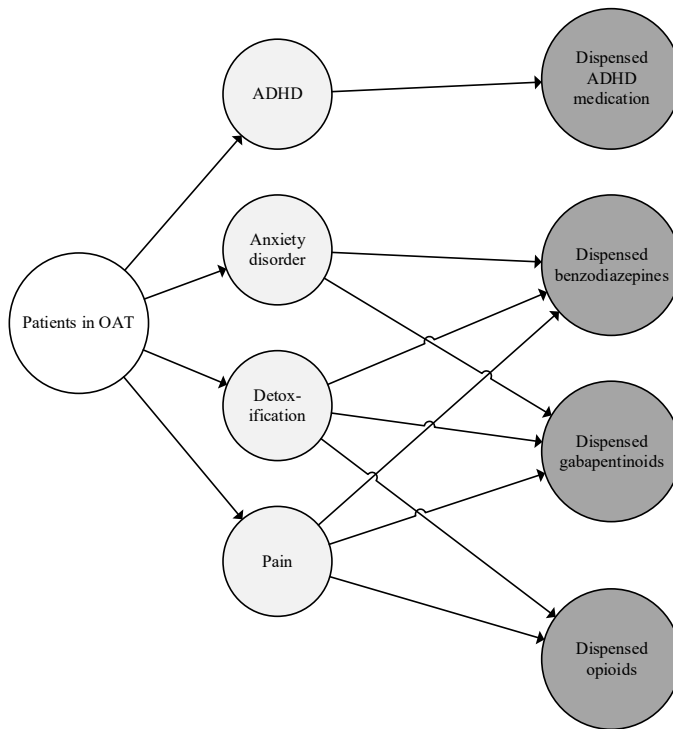 Patients in OAT
ADHD
Anxiety
disorder
Detox-
ification
Pain
Dispensed
ADHD
medication
Dispensed
benzodiazepines
Dispensed
gabapentinoids
Dispensed
opioids